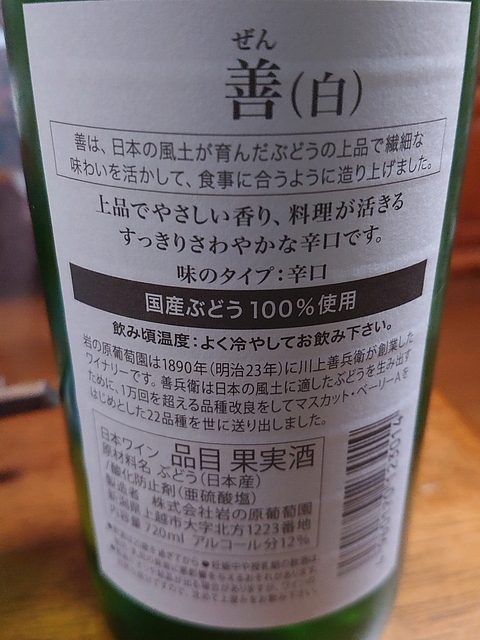 ぜん
善(白)
善は、日本の風土が育んだぶどうの上品で繊細な
味わいを活かして、食事に合うように造り上げました。
上品でやさしい香り、料理が活きる
すっきりさわやかな辛口です。
味のタイプ:辛口
国産ぶどう100%使用
飲み頃温度:よく冷やしてお飲み下さい。
岩の原葡萄園は1890年(明治23年)に川上善兵衛が創業した
ワイナリーです。善兵衛は日本の風土に適したぶどうを生み出す
ために、1万回を超える品種改良をしてマスカット・ベーリーAを
はじめとした22品種を世に送り出しました。
日本ワイン 品目 果実酒
原材料名 ぶどう(日本産)
/酸化防止剤(亜硫酸塩)
製造者 株式会社岩の原葡萄園
新潟県上越市大字北方1223番地
内容量 720ml アルコール分12%